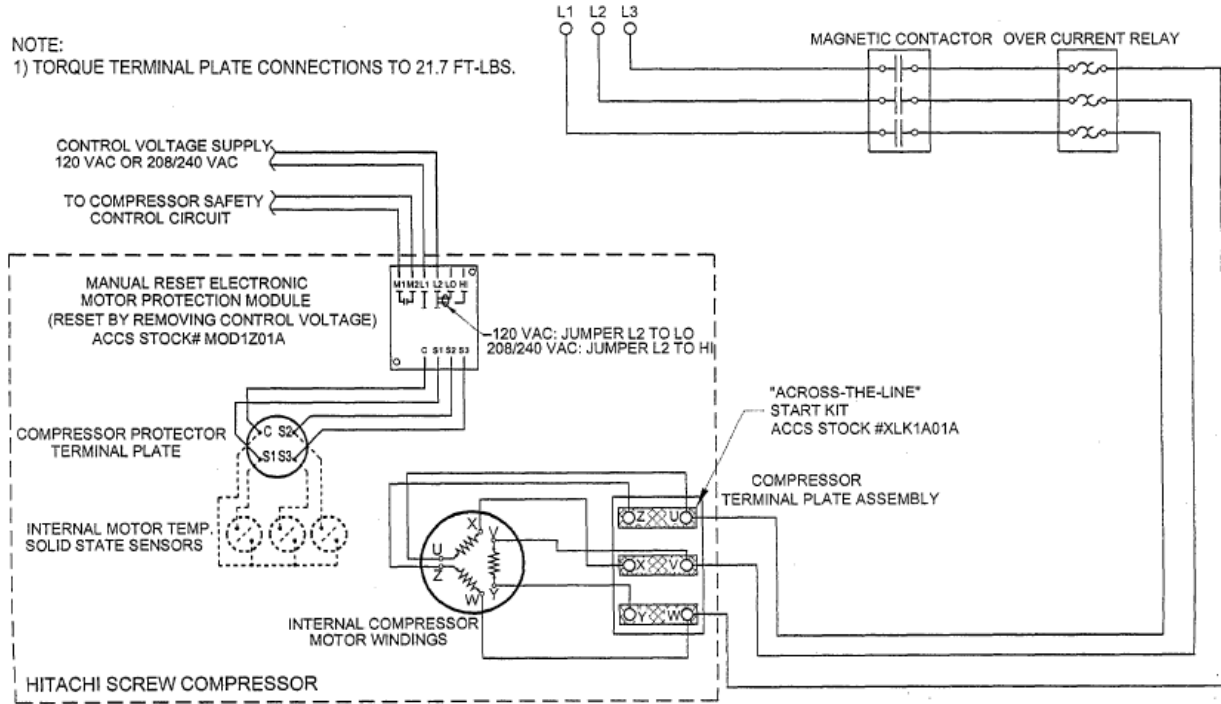 L1 L2 L3
NOTE:
1) TORQUE TERMINAL PLATE CONNECTIONS TO 21.7 FT-LBS.
MAGNETIC CONTACTOR OVER CURRENT RELAY
CONTROL VOLTAGE SUPPLY
120 VAC OR 208/240 VAC
TO COMPRESSOR SAFETY
CONTROL CIRCUIT
MANUAL RESET ELECTRONIC
MOTOR PROTECTION MODULE
(RESET BY REMOVING CONTROL VOLTAGE)
ACCS STOCK# MOD1Z01A
M1 M2 L1 L2 LO HI
120 VAC: JUMPER L2 TO LO
208/240 VAC: JUMPER L2 TO HI
C S1 S2 S3
"ACROSS-THE-LINE"
START KIT
ACCS STOCK #XLK1A01A
COMPRESSOR PROTECTOR
TERMINAL PLATE
C S2
S1 S3
COMPRESSOR
TERMINAL PLATE ASSEMBLY
INTERNAL MOTOR TEMP.
SOLID STATE SENSORS
Z U
X V
Y W
X V
U
Z
W Y
INTERNAL COMPRESSOR
MOTOR WINDINGS
HITACHI SCREW COMPRESSOR